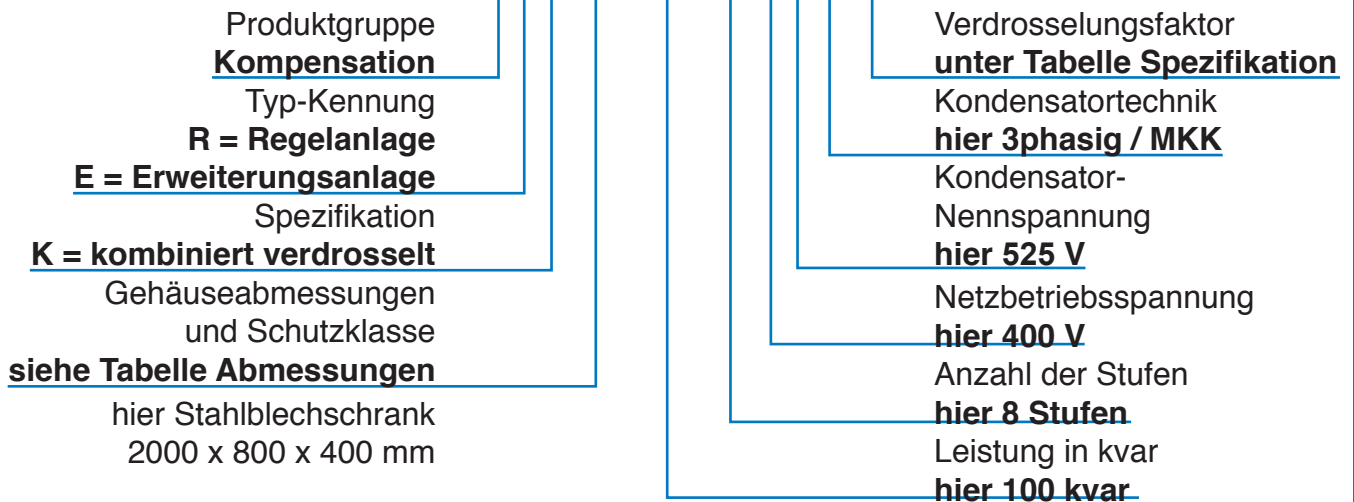 Produktgruppe
Kompensation
Typ-Kennung
R = Regelanlage
E = Erweiterungsanlage
Spezifikation
K = kombiniert verdrosselt
Gehäuseabmessungen
und Schutzklasse
siehe Tabelle Abmessungen
hier Stahlblechschrank
2000 x 800 x 400 mm
Verdrosselungsfaktor
unter Tabelle Spezifikation
Kondensatortechnik
hier 3phasig / MKK
Kondensator-
Nennspannung
hier 525 V
Netzbetriebsspannung
hier 400 V
Anzahl der Stufen
hier 8 Stufen
Leistung in kvar
hier 100 kvar